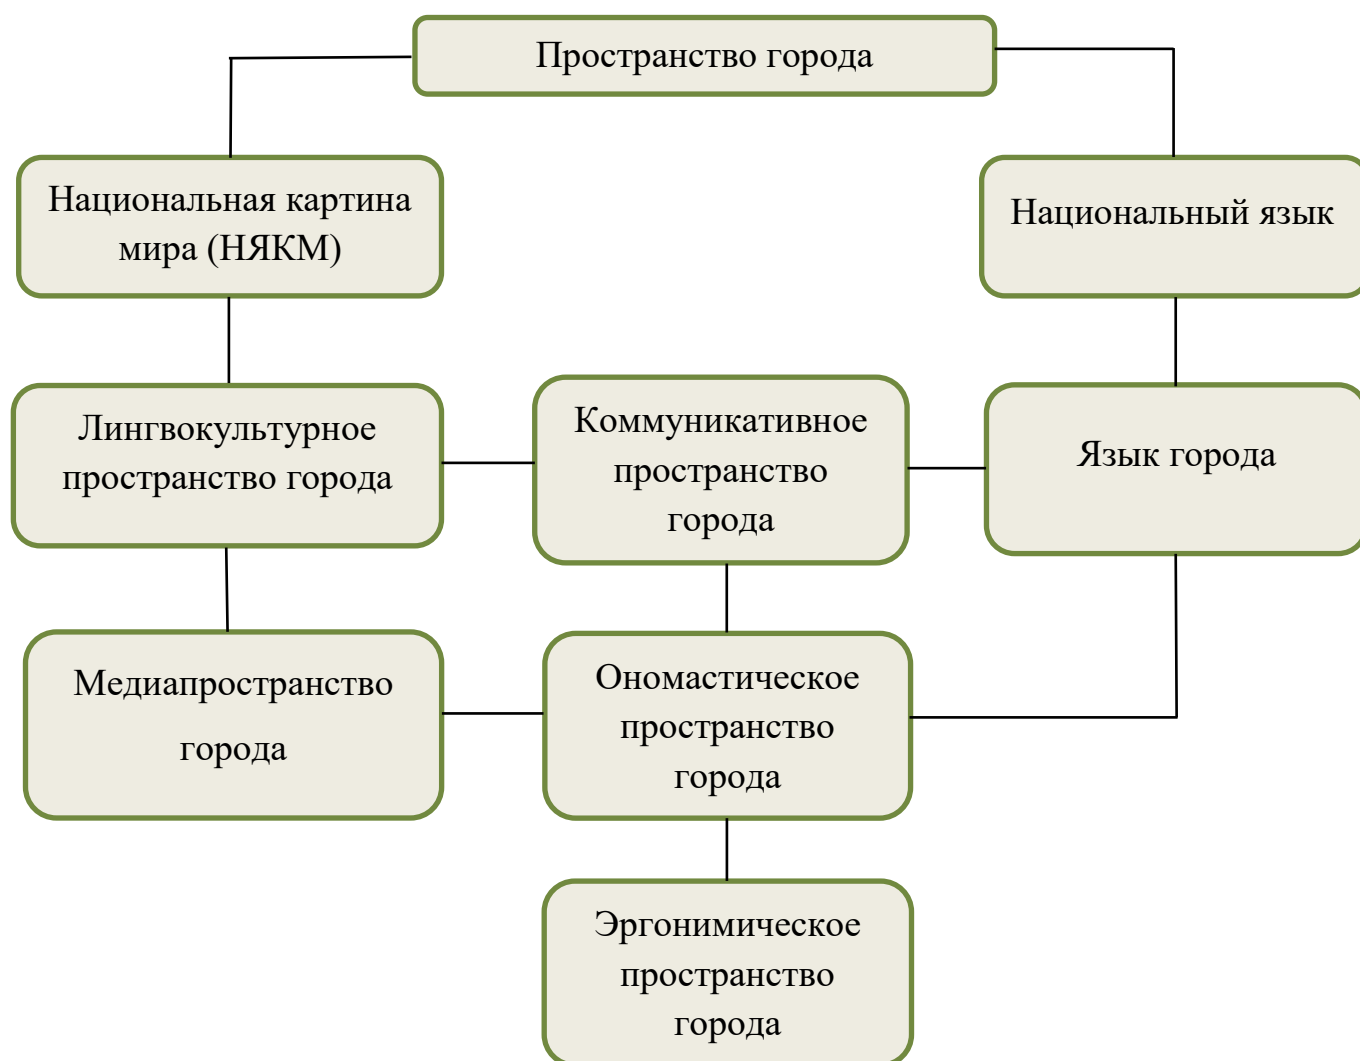 Пространство города
Национальная картина
мира (НЯКМ)
Национальный язык
Лингвокультурное
пространство города
Коммуникативное
пространство
города
Язык города
Медиапространство
города
Ономастическое
пространство
города
Эргонимическое
пространство
города